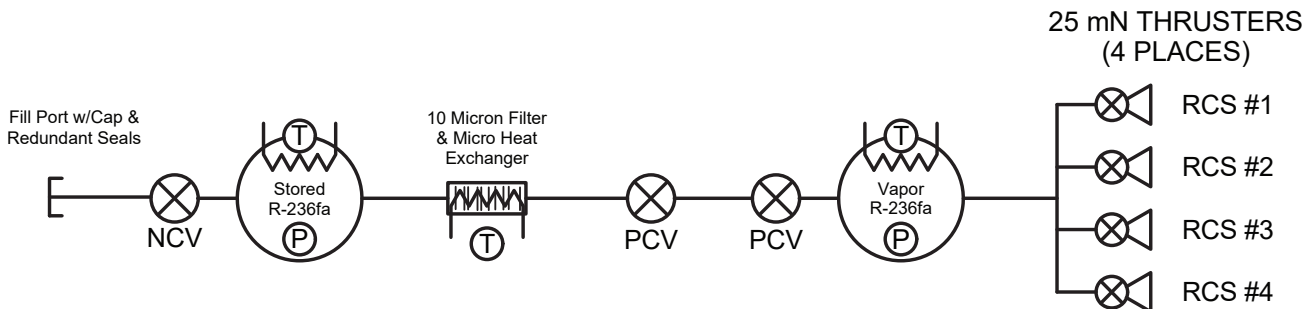 25 mN THRUSTERS
(4 PLACES)
Fill Port w/Cap &
Redundant Seals
NCV
T
Stored
R-236fa
P
10 Micron Filter
& Micro Heat
Exchanger
T
PCV
PCV
T
Vapor
R-236fa
P
RCS #1
RCS #2
RCS #3
RCS #4